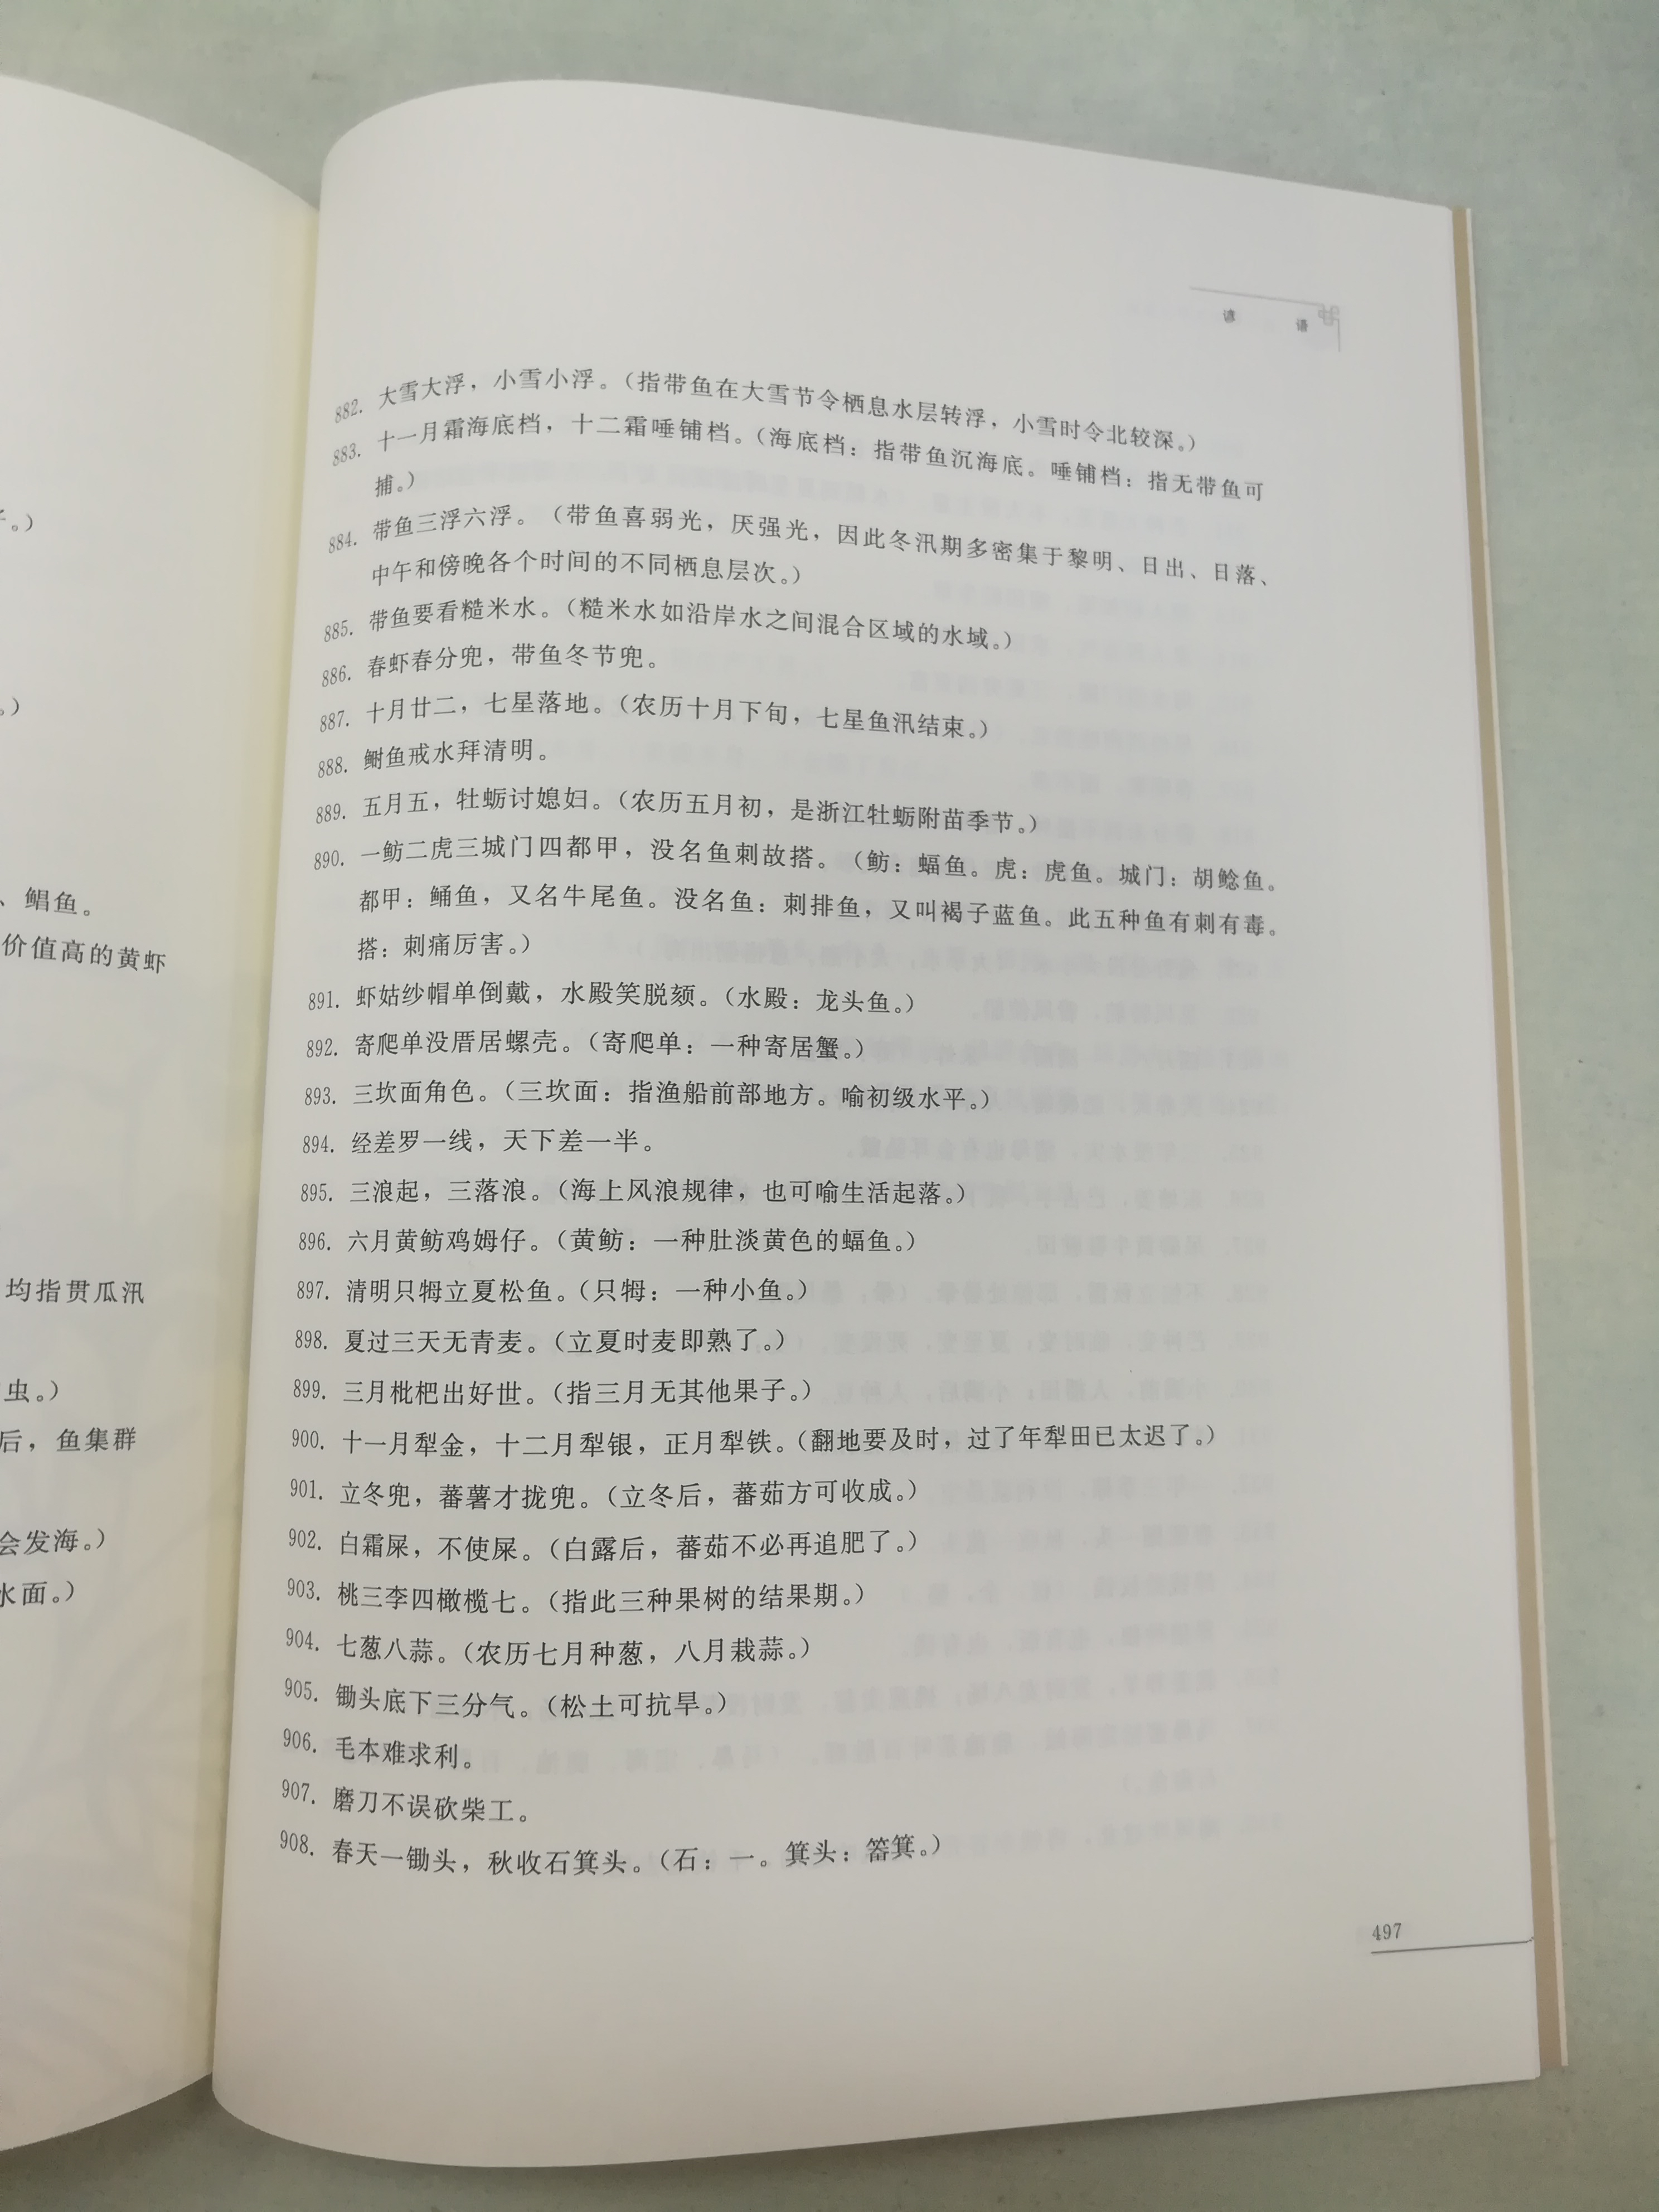 子。）
。）
、鲳鱼。
价值高的黄虾
均指贯瓜汛
虫。）
后，鱼集群
会发海。）
水面。）
谚 语
882. 大雪大浮，小雪小浮。（指带鱼在大雪节令栖息水层转浮，小雪时令北较深。）
883. 十一月霜海底档，十二霜唾铺档。（海底档：指带鱼沉海底。唾铺档：指无带鱼可
捕。）
884. 带鱼三浮六浮。（带鱼喜弱光，厌强光，因此冬汛期多密集于黎明、日出、日落、
中午和傍晚各个时间的不同栖息层次。）
885. 带鱼要看糙米水。（糙米水如沿岸水之间混合区域的水域。）
886. 春虾春分兜，带鱼冬节兜。
887. 十月廿二，七星落地。（农历十月下旬，七星鱼汛结束。）
888. 鲥鱼戒水拜清明。
889. 五月五，牡蛎讨媳妇。（农历五月初，是浙江牡蛎附苗季节。）
890. 一鲂二虎三城门四都甲，没名鱼刺故搭。（鲂：蝠鱼。虎：虎鱼。城门：胡鲶鱼。
都甲：鲬鱼，又名牛尾鱼。没名鱼：刺排鱼，又叫褐子蓝鱼。此五种鱼有刺有毒。
搭：刺痛厉害。）
891. 虾姑纱帽单倒戴，水殿笑脱颏。（水殿：龙头鱼。）
892. 寄爬单没厝居螺壳。（寄爬单：一种寄居蟹。）
893. 三坎面角色。（三坎面：指渔船前部地方。喻初级水平。）
894. 经差罗一线，天下差一半。
895. 三浪起，三落浪。（海上风浪规律，也可喻生活起落。）
896. 六月黄鲂鸡姆仔。（黄鲂：一种肚淡黄色的蝠鱼。）
897. 清明只牳立夏松鱼。（只牳：一种小鱼。）
898. 夏过三天无青麦。（立夏时麦即熟了。）
899. 三月枇杷出好世。（指三月无其他果子。）
900. 十一月犁金，十二月犁银，正月犁铁。（翻地要及时，过了年犁田已太迟了。）
901. 立冬兜，蕃薯才拢兜。（立冬后，蕃茹方可收成。）
902. 白霜屎，不使屎。（白露后，蕃茹不必再追肥了。）
903. 桃三李四橄榄七。（指此三种果树的结果期。）
904. 七葱八蒜。（农历七月种葱，八月栽蒜。）
905. 锄头底下三分气。（松土可抗旱。）
906. 毛本难求利。
907. 磨刀不误砍柴工。
908. 春天一锄头，秋收石箕头。（石：一。箕头：箁箕。）
497